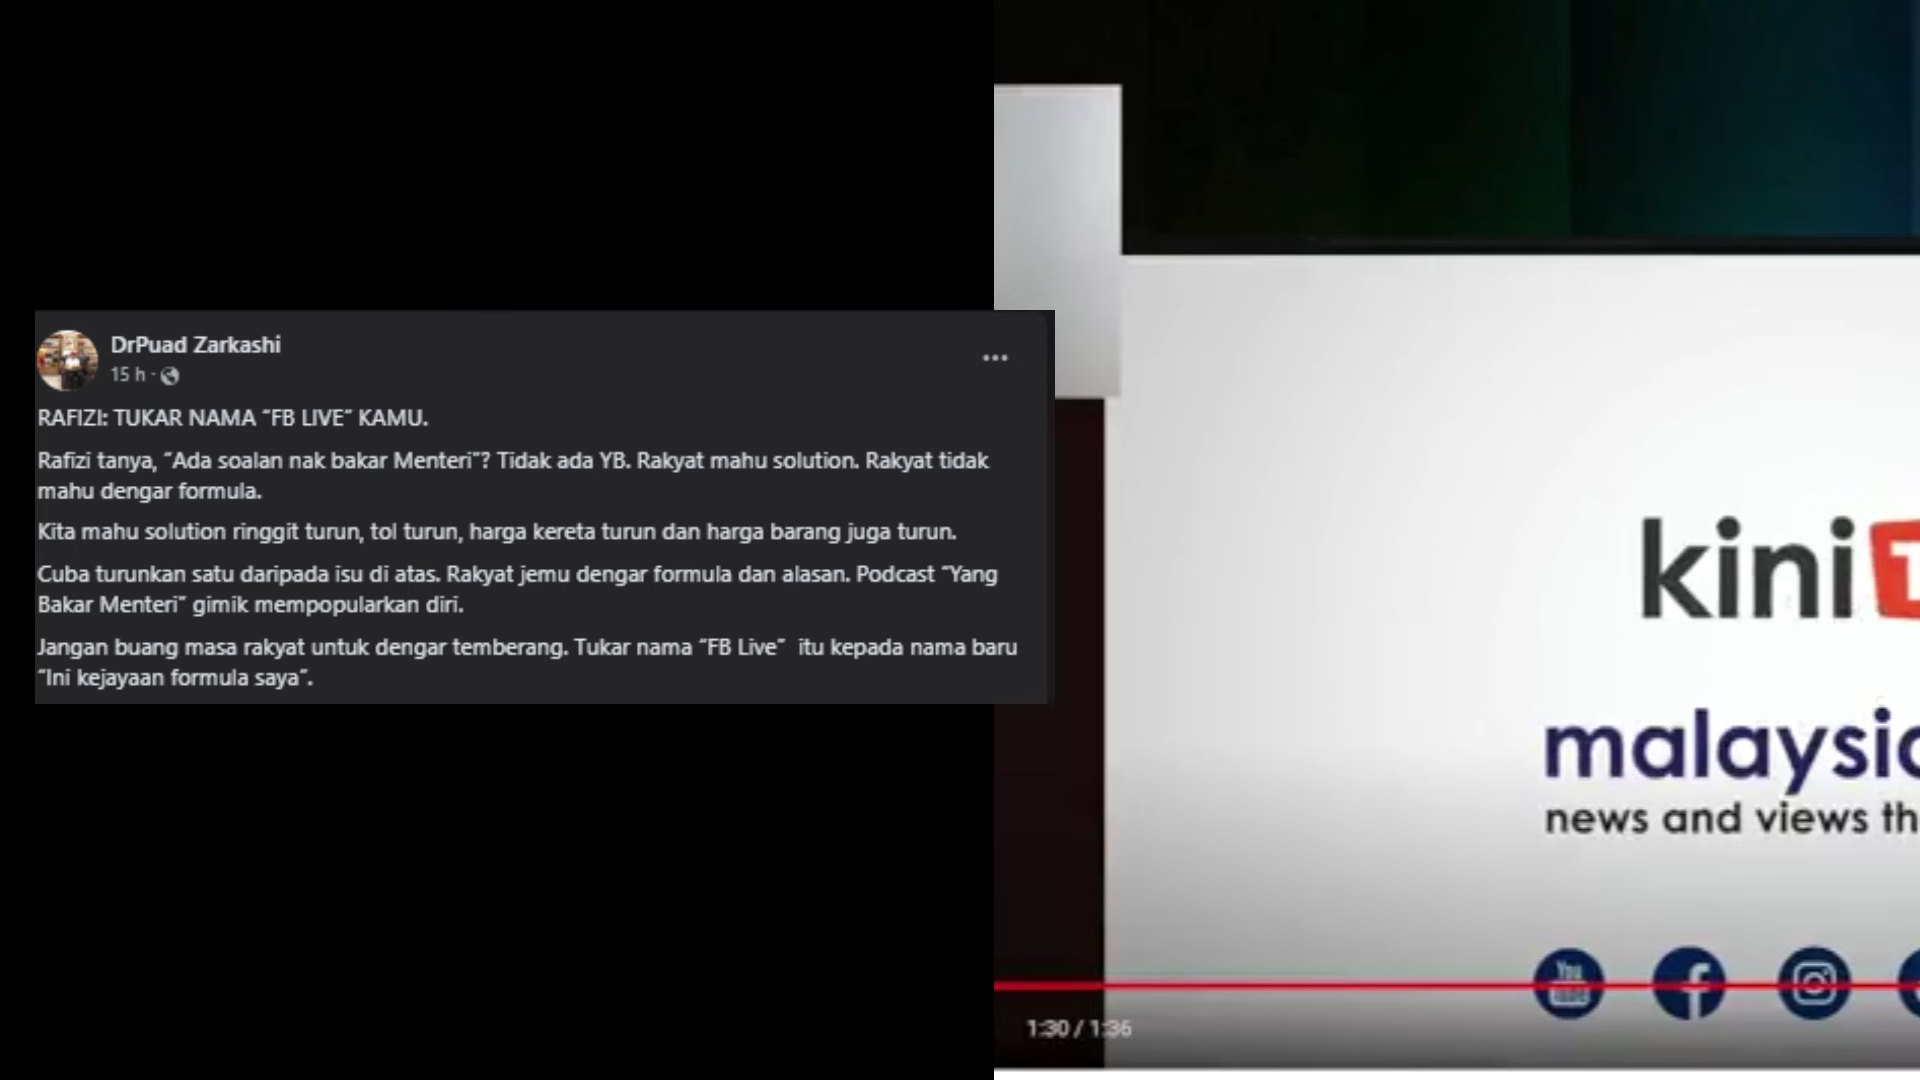 DrPuad Zarkashi
15 h ·
RAFIZI: TUKAR NAMA “FB LIVE” KAMU.
Rafizi tanya, “Ada soalan nak bakar Menteri”? Tidak ada YB. Rakyat mahu solution. Rakyat tidak
mahu dengar formula.
Kita mahu solution ringgit turun, tol turun, harga kereta turun dan harga barang juga turun.
Cuba turunkan satu daripada isu di atas. Rakyat jemu dengar formula dan alasan. Podcast “Yang
Bakar Menteri” gimik mempopularkan diri.
Jangan buang masa rakyat untuk dengar temberang. Tukar nama “FB Live”  itu kepada nama baru
“Ini kejayaan formula saya”.
kini
news and views
You
1:30 / 1:36